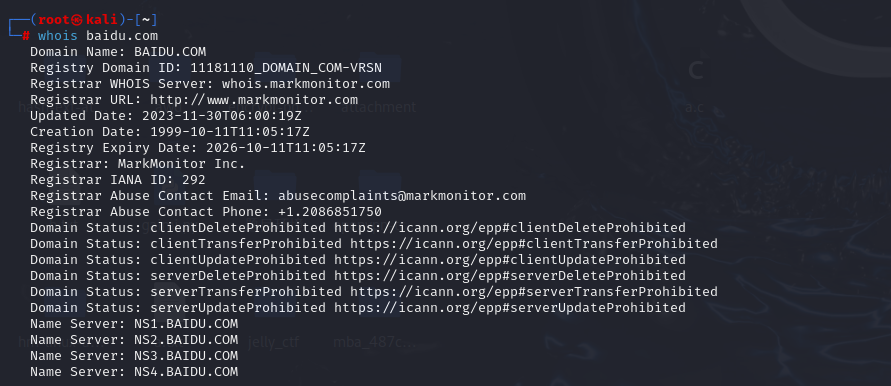 (root㉿kali)-[~]
# whois baidu.com
Domain Name: BAIDU.COM
Registry Domain ID: 11181110_DOMAIN_COM-VRSN
Registrar WHOIS Server: whois.markmonitor.com
Registrar URL: http://www.markmonitor.com
Updated Date: 2023-11-30T06:00:19Z
Creation Date: 1999-10-11T11:05:17Z
Registry Expiry Date: 2026-10-11T11:05:17Z
Registrar: MarkMonitor Inc.
Registrar IANA ID: 292
Registrar Abuse Contact Email: abusecomplaints@markmonitor.com
Registrar Abuse Contact Phone: +1.2086851750
Domain Status: clientDeleteProhibited https://icann.org/epp#clientDeleteProhibited
Domain Status: clientTransferProhibited https://icann.org/epp#clientTransferProhibited
Domain Status: clientUpdateProhibited https://icann.org/epp#clientUpdateProhibited
Domain Status: serverDeleteProhibited https://icann.org/epp#serverDeleteProhibited
Domain Status: serverTransferProhibited https://icann.org/epp#serverTransferProhibited
Domain Status: serverUpdateProhibited https://icann.org/epp#serverUpdateProhibited
Name Server: NS1.BAIDU.COM
Name Server: NS2.BAIDU.COM
Name Server: NS3.BAIDU.COM
Name Server: NS4.BAIDU.COM
attachment
a.c
jelly_ctf
mba_487c...